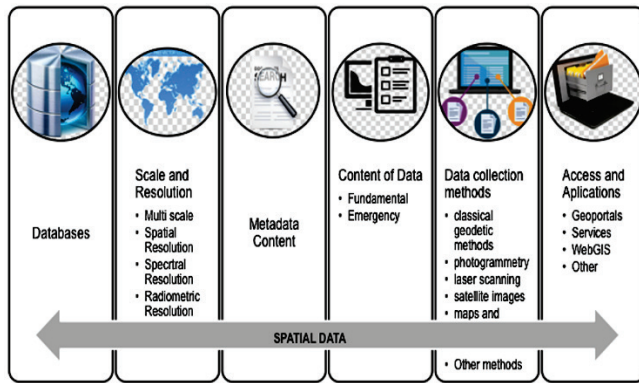 SEARCH
Databases
Scale and
Resolution
• Multi scale
• Spatial
Resolution
• Specrtral
Resolution
• Radiometric
Resolution
Metadata
Content
Content of Data
• Fundamental
• Emergency
Data collection
methods
• classical
geodetic
methods
• photogrammetry
• laser scanning
• satellite images
• maps and
• Other methods
Access and
Aplications
• Geoportals
• Services
• WebGIS
• Other
SPATIAL DATA